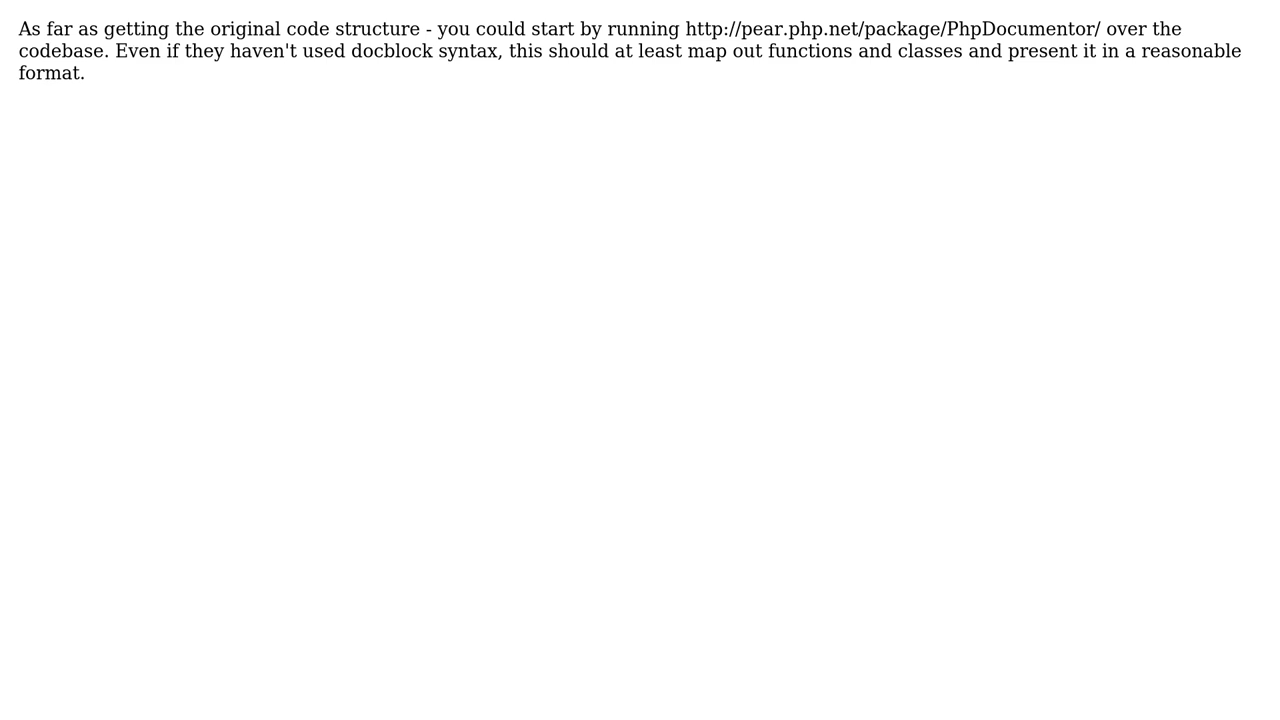 As far as getting the original code structure - you could start by running http://pear.php.net/package/PhpDocumentor/ over the
codebase. Even if they haven't used docblock syntax, this should at least map out functions and classes and present it in a reasonable
format.